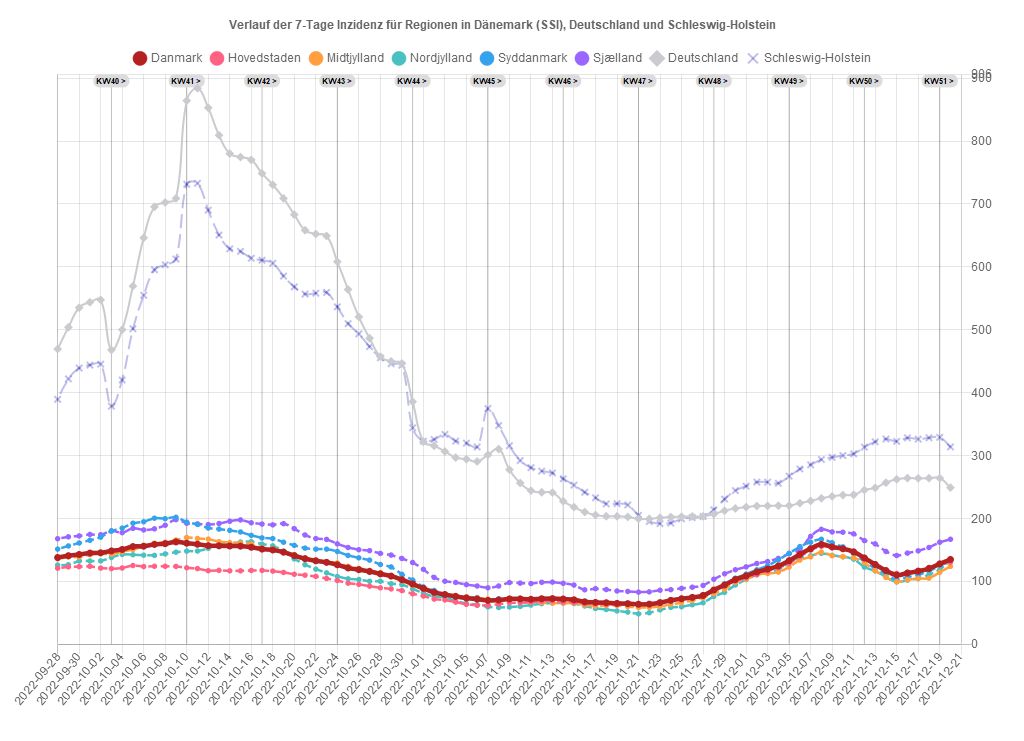 Verlauf der 7-Tage Inzidenz für Regionen in Dänemark (SSI), Deutschland und Schleswig-Holstein
Danmark Hovedstaden Midtjylland Nordjylland Syddanmark Sjælland Deutschland Schleswig-Holstein
KW40 > KW41 > KW42 > KW43 > KW44 > KW45 > KW46 > KW47 > KW48 > KW49 > KW50 > KW51 >
906
900
800
700
600
500
400
300
200
100
0
2022-09-28 2022-09-30 2022-10-02 2022-10-04 2022-10-06 2022-10-08 2022-10-10 2022-10-12 2022-10-14 2022-10-16 2022-10-18 2022-10-20 2022-10-22 2022-10-24 2022-10-26 2022-10-28 2022-10-30 2022-11-01 2022-11-03 2022-11-05 2022-11-07 2022-11-09 2022-11-11 2022-11-13 2022-11-15 2022-11-17 2022-11-19 2022-11-21 2022-11-23 2022-11-25 2022-11-27 2022-11-29 2022-12-01 2022-12-03 2022-12-05 2022-12-07 2022-12-09 2022-12-11 2022-12-13 2022-12-15 2022-12-17 2022-12-19 2022-12-21